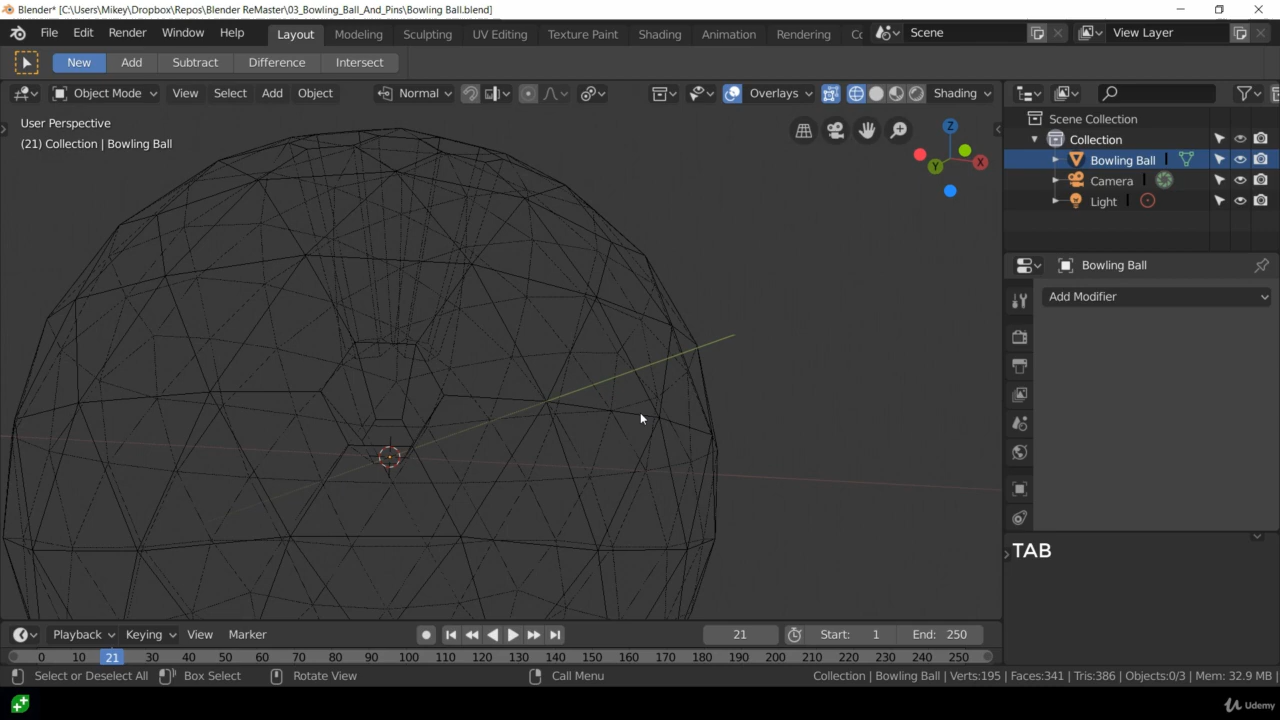 Blender* [C:\Users\Mikey\Dropbox\Repos\Blender ReMaster\03_Bowling_Ball_And_Pins\Bowling Ball.blend]
File Edit Render Window Help Layout Modeling Sculpting UV Editing Texture Paint Shading Animation Rendering Cc Scene View Layer
New Add Subtract Difference Intersect
Object Mode View Select Add Object Normal Overlays Shading
User Perspective
(21) Collection | Bowling Ball
Z
Y
X
Scene Collection
Collection
Bowling Ball
Camera
Light
Bowling Ball
Add Modifier
TAB
Playback Keying View Marker 21 Start: 1 End: 250
0 10 21 30 40 50 60 70 80 90 100 110 120 130 140 150 160 170 180 190 200 210 220 230 240 250
Select or Deselect All Box Select Rotate View Call Menu Collection | Bowling Ball | Verts:195 | Faces:341 | Tris:386 | Objects:0/3 | Mem: 32.9 MB |
Udemy